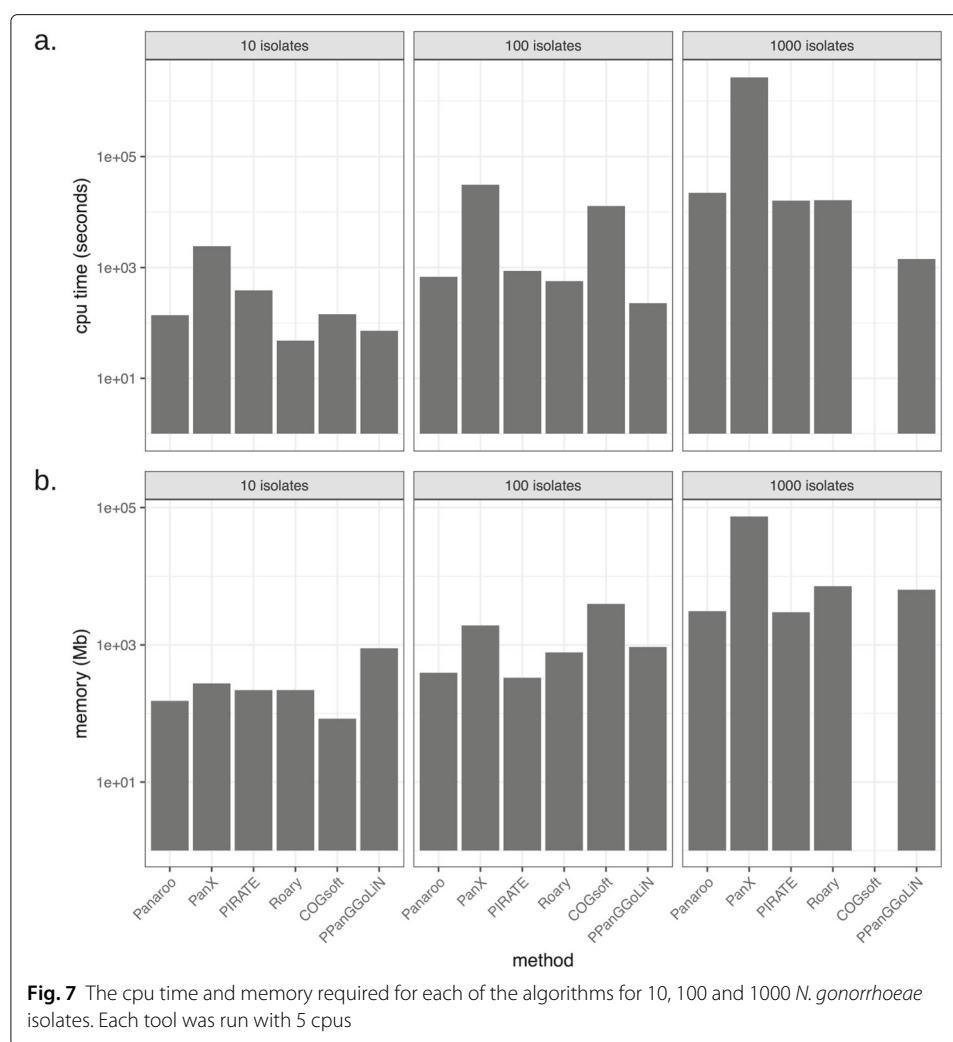 a.
10 isolates 100 isolates 1000 isolates
cpu time (seconds)
1e+05
1e+03
1e+01
b.
10 isolates 100 isolates 1000 isolates
memory (Mb)
1e+05
1e+03
1e+01
Panaroo PanX PIRATE Roary COGsoft PPanGGoLiN Panaroo PanX PIRATE Roary COGsoft PPanGGoLiN Panaroo PanX PIRATE Roary COGsoft PPanGGoLiN
method
Fig. 7 The cpu time and memory required for each of the algorithms for 10, 100 and 1000 N. gonorrhoeae
isolates. Each tool was run with 5 cpus